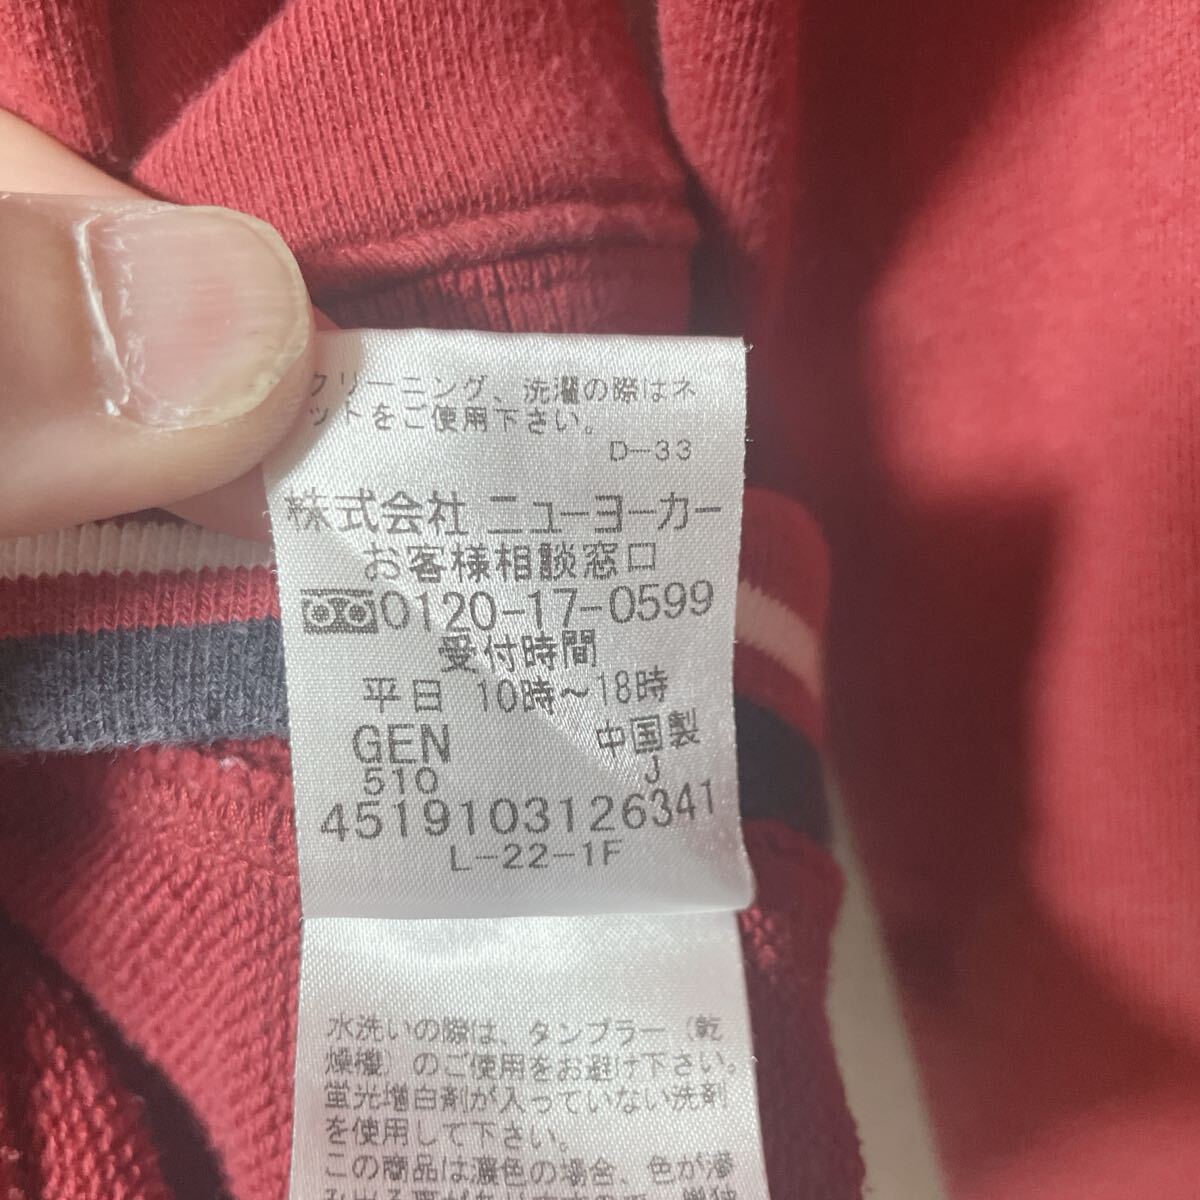 クリーニング、洗濯の際はネ
ットをご使用下さい。
D-33
株式会社 ニューヨーカー
お客様相談窓口
0120-17-0599
受付時間
平日 10時～18時
GEN 中国製
510 J
4519103126341
L-22-1F
水洗いの際は、タンブラー（乾
燥機）のご使用をお避け下さい。
蛍光増白剤が入っていない洗剤
を使用して下さい。
この商品は濃色の場合、色が滲